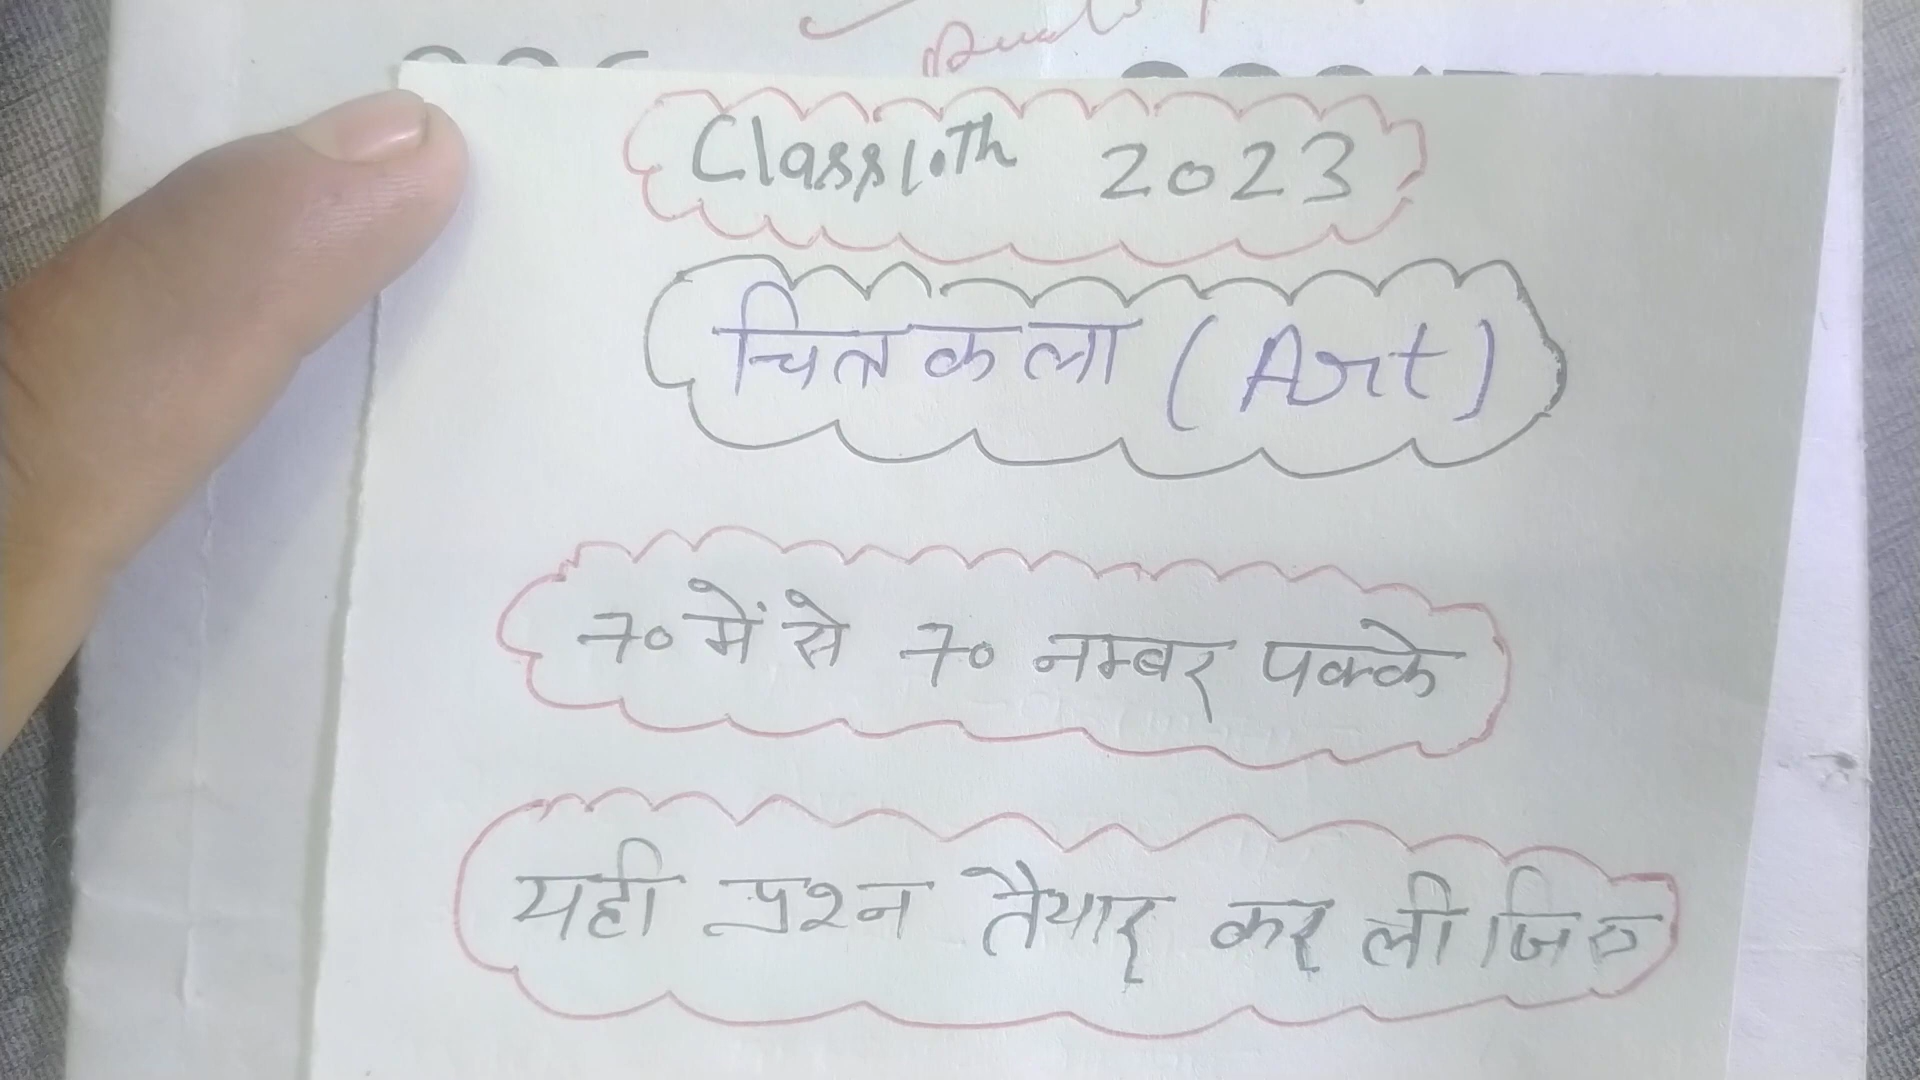 Class 10th 2023
चित्रकला (Art)
70 में से 70 नम्बर पक्के
यही प्रश्न तैयार कर लीजिए